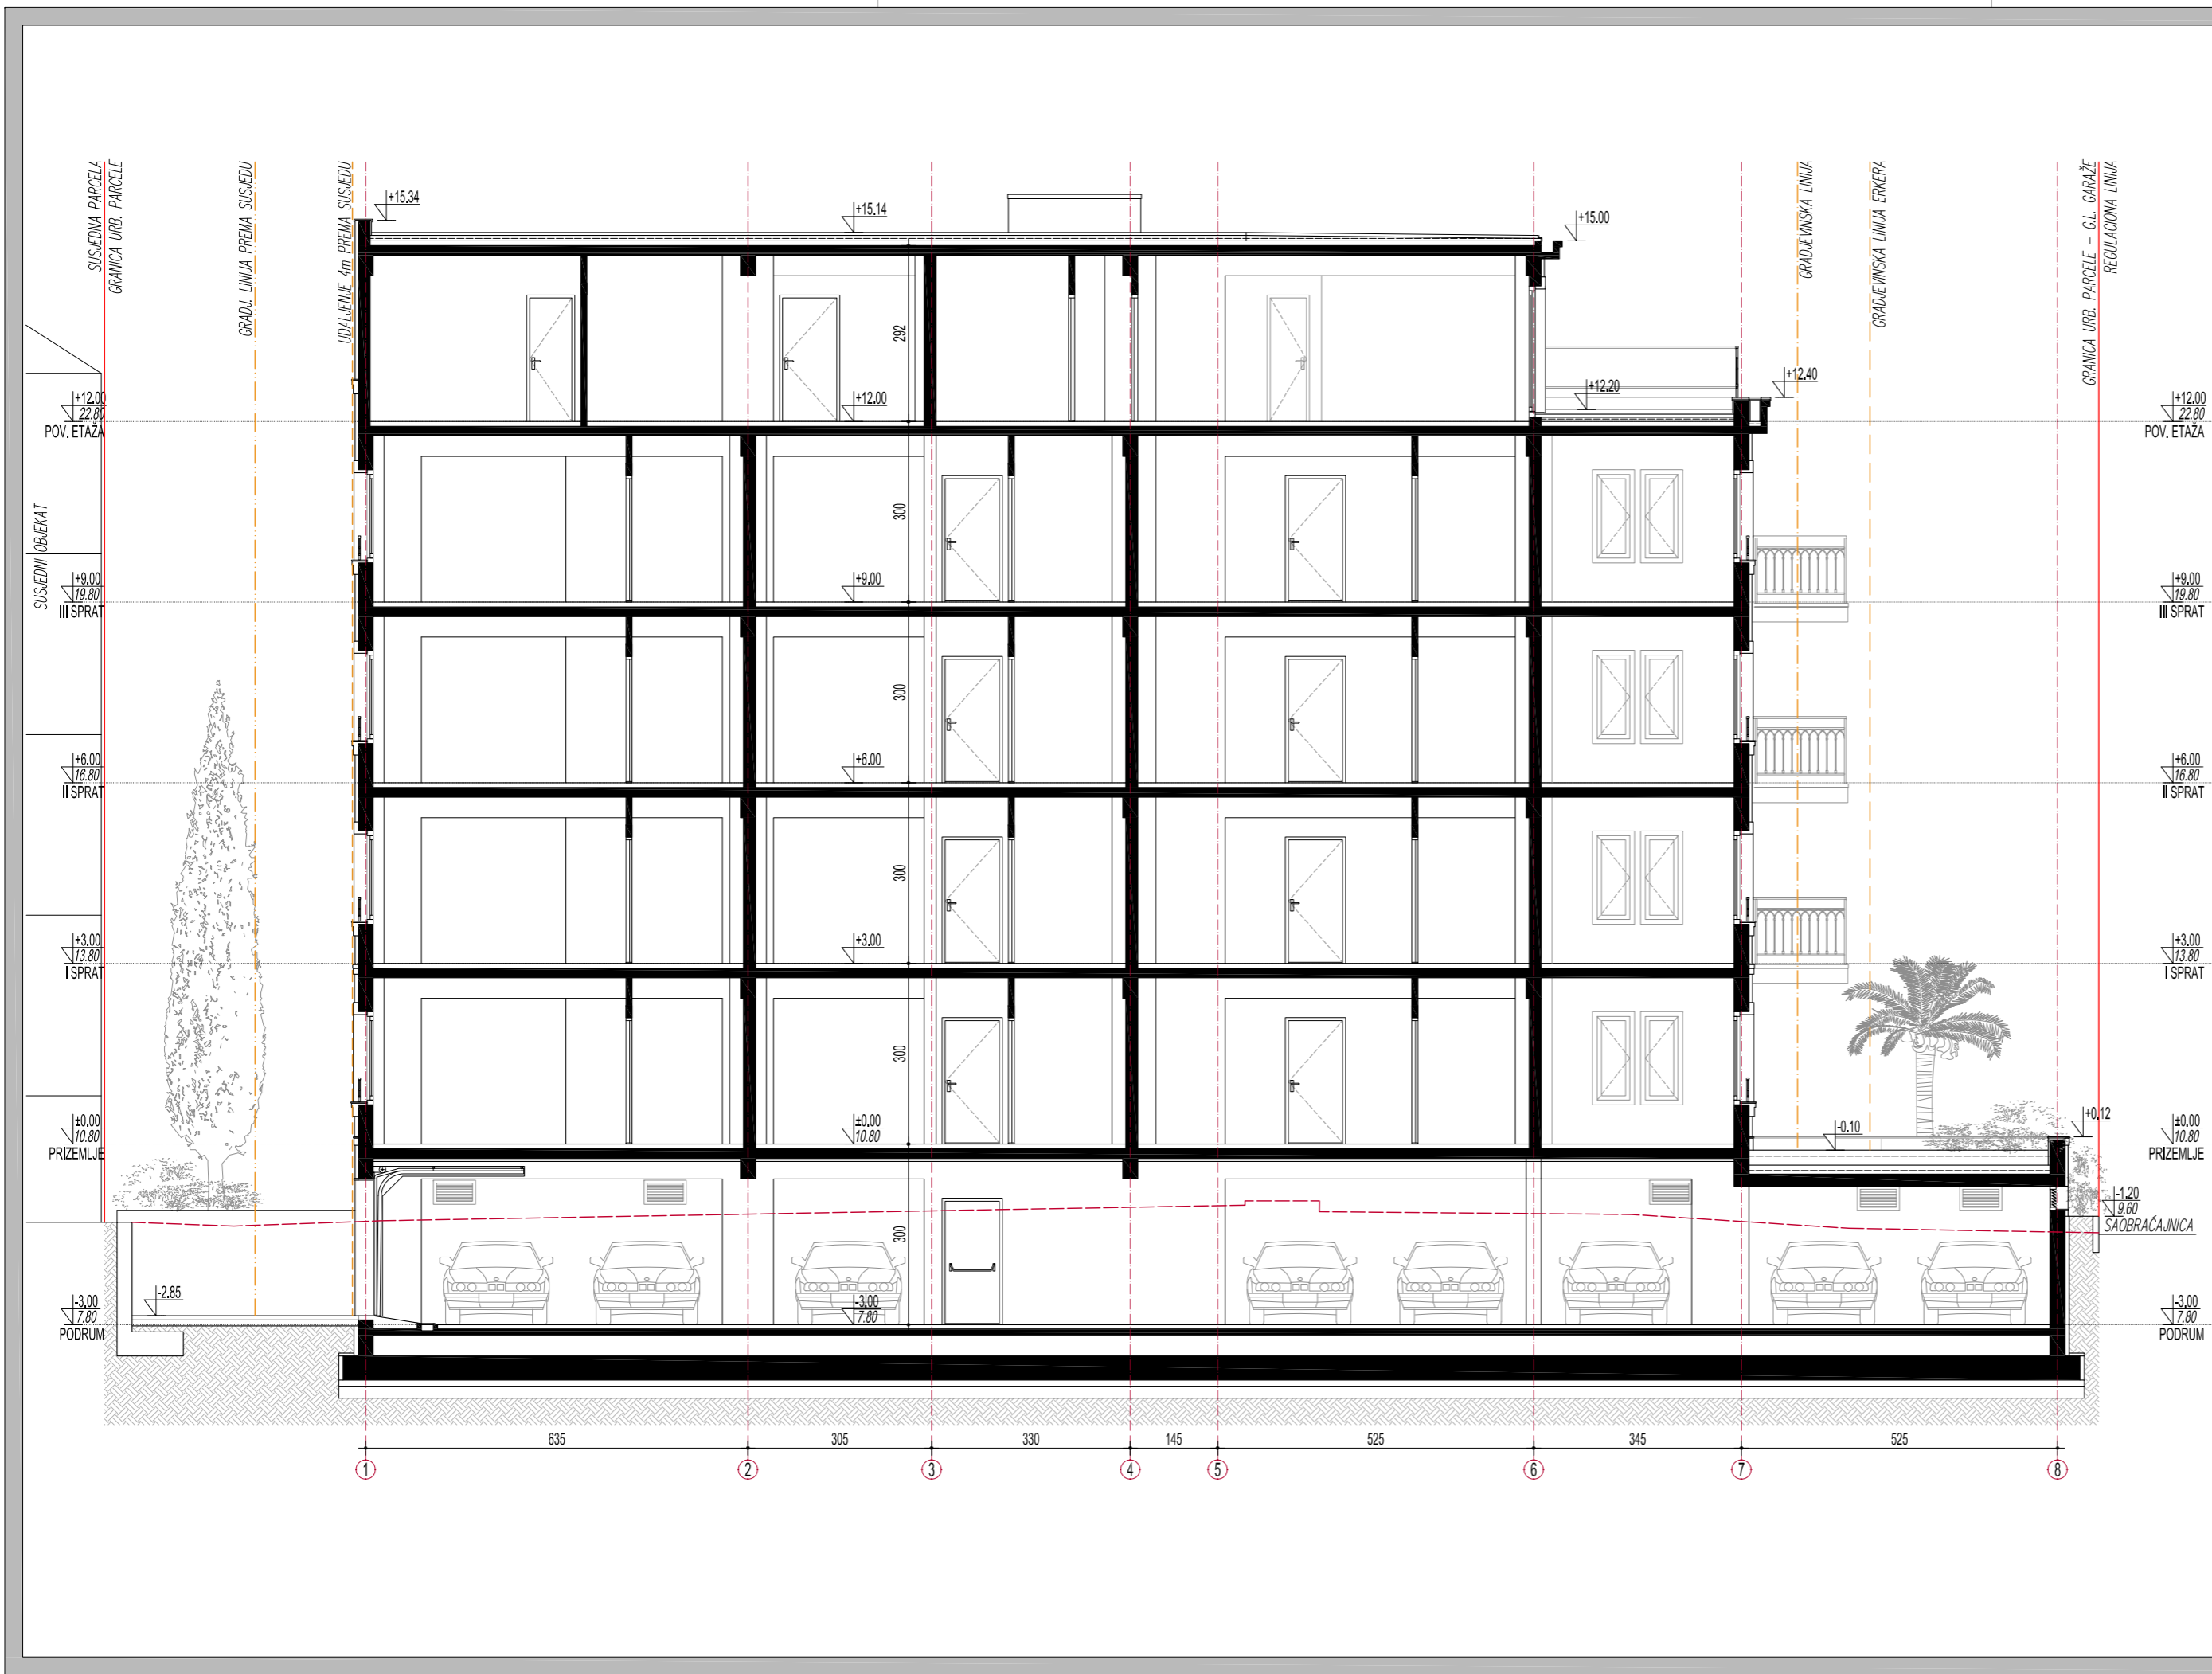 SUSJEDNA PARCELA
GRANICA URB. PARCELE
GRADJ. LINIJA PREMA SUSJEDU
UDALJENJE 4m PREMA SUSJEDU
GRADJEVINSKA LINIJA
GRADJEVINSKA LINIJA ERKERA
GRANICA URB. PARCELE - G.L. GARAŽE
REGULACIONA LINIJA
+15.34
+15.14
+15.00
292
+12.00
22.80
POV. ETAŽA
+12.00
+12.20
+12.40
+12.00
22.80
POV. ETAŽA
SUSJEDNI OBJEKAT
300
+9.00
19.80
III SPRAT
+9.00
+9.00
19.80
III SPRAT
300
+6.00
16.80
II SPRAT
+6.00
+6.00
16.80
II SPRAT
300
+3.00
13.80
I SPRAT
+3.00
+3.00
13.80
I SPRAT
300
±0.00
10.80
PRIZEMLJE
±0.00
10.80
-0.10
+0.12
±0.00
10.80
PRIZEMLJE
300
-1.20
9.60
SAOBRAĆAJNICA
-2.85
-3.00
7.80
PODRUM
-3.00
7.80
-3.00
7.80
PODRUM
635 305 330 145 525 345 525
1 2 3 4 5 6 7 8